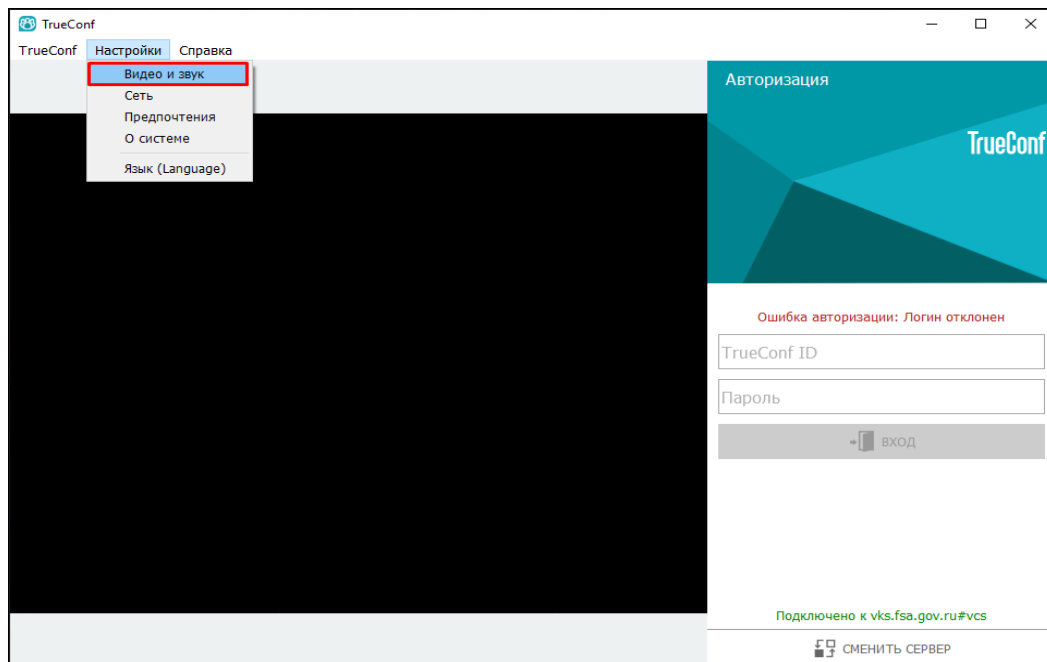 TrueConf
TrueConf Настройки Справка
Видео и звук
Сеть
Предпочтения
О системе
Язык (Language)
Авторизация
TrueConf
Ошибка авторизации: Логин отклонен
TrueConf ID
Пароль
ВХОД
Подключено к vks.fsa.gov.ru#vcs
СМЕНИТЬ СЕРВЕР